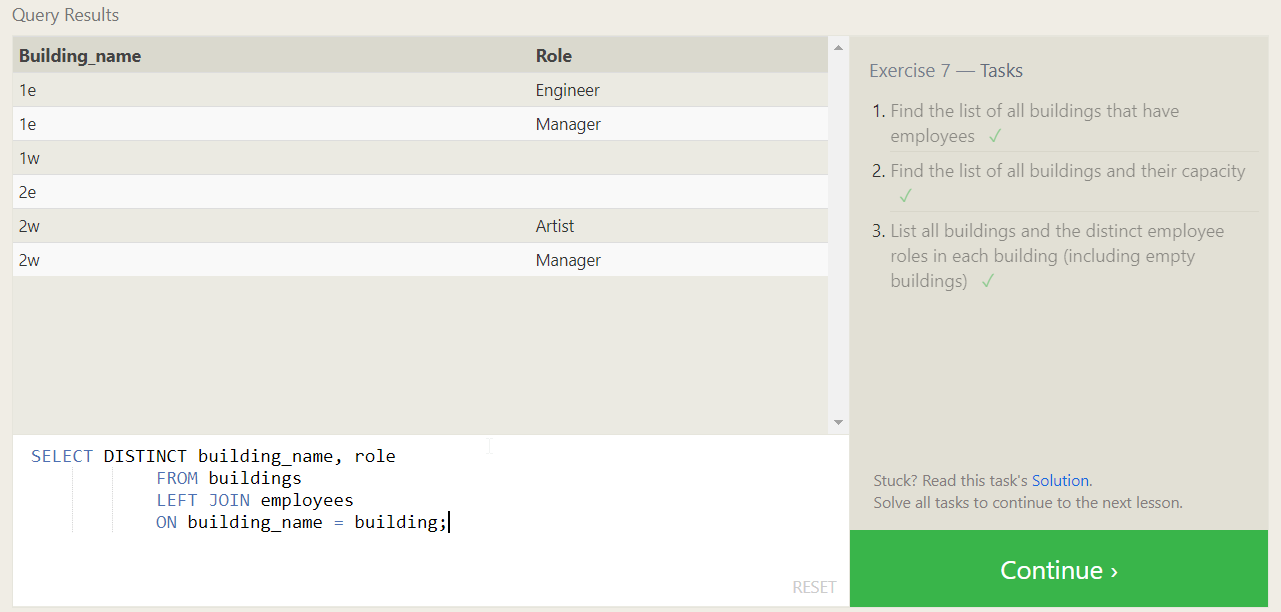 Query Results
Building_name Role
1e Engineer
1e Manager
1w
2e
2w Artist
2w Manager
SELECT DISTINCT building_name, role
FROM buildings
LEFT JOIN employees
ON building_name = building;
RESET
Exercise 7 — Tasks
1. Find the list of all buildings that have
employees ✓
2. Find the list of all buildings and their capacity
✓
3. List all buildings and the distinct employee
roles in each building (including empty
buildings) ✓
Stuck? Read this task's Solution.
Solve all tasks to continue to the next lesson.
Continue ›